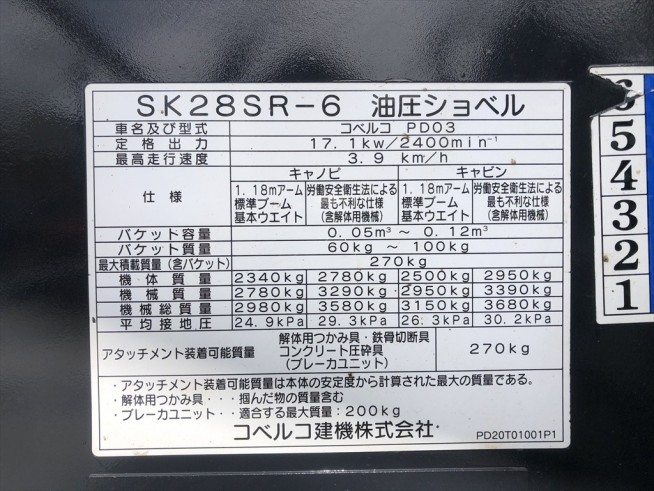 SK28SR-6 油圧ショベル
車名及び型式 コベルコ PD03
定格出力 17.1kw/2400min⁻¹
最高走行速度 3.9 km/h
仕様 キャノピ キャビン
1.18mアーム 労働安全衛生法による 1.18mアーム 労働安全衛生法による
標準ブーム 最も不利な仕様 標準ブーム 最も不利な仕様
基本ウエイト (含解体用機械) 基本ウエイト (含解体用機械)
バケット容量 0.05m³ ~ 0.12m³
バケット質量 60kg ~ 100kg
最大積載質量(含バケット) 270kg
機体質量 2340kg 2780kg 2500kg 2950kg
機械質量 2780kg 3290kg 2950kg 3390kg
機械総質量 2980kg 3580kg 3150kg 3680kg
平均接地圧 24.9kPa 29.3kPa 26.3kPa 30.2kPa
アタッチメント装着可能質量 解体用つかみ具・鉄骨切断具 270kg
コンクリート圧砕具
(ブレーカユニット)
・アタッチメント装着可能質量は本体の安定度から計算された最大の質量である。
・解体用つかみ具・・・掴んだ物の質量含む
・ブレーカユニット・・適合する最大質量:200kg
コベルコ建機株式会社 PD20T01001P1
6
5
4
3
2
1